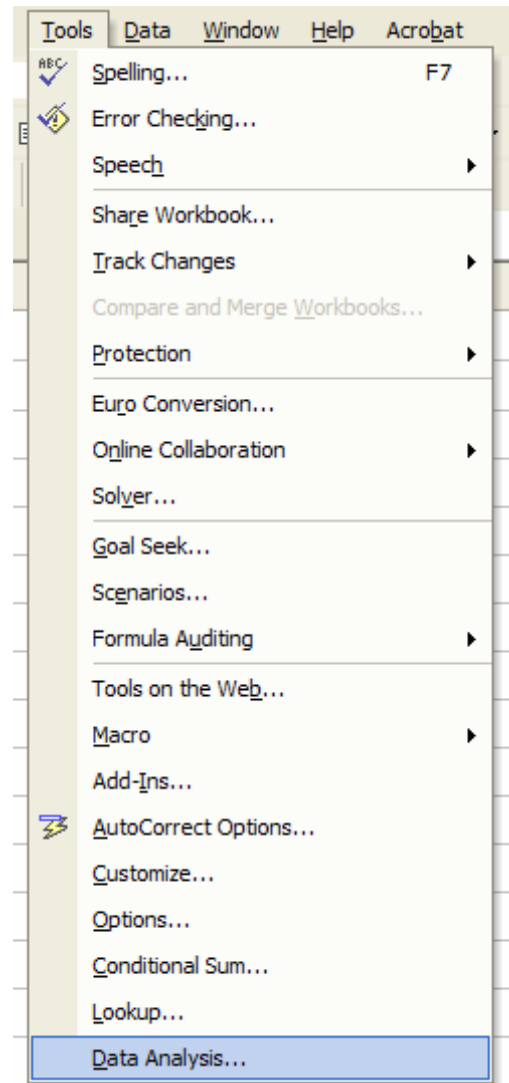 Tools Data Window Help Acrobat
ABC Spelling... F7
Error Checking...
Speech
Share Workbook...
Track Changes
Compare and Merge Workbooks...
Protection
Euro Conversion...
Online Collaboration
Solver...
Goal Seek...
Scenarios...
Formula Auditing
Tools on the Web...
Macro
Add-Ins...
AutoCorrect Options...
Customize...
Options...
Conditional Sum...
Lookup...
Data Analysis...